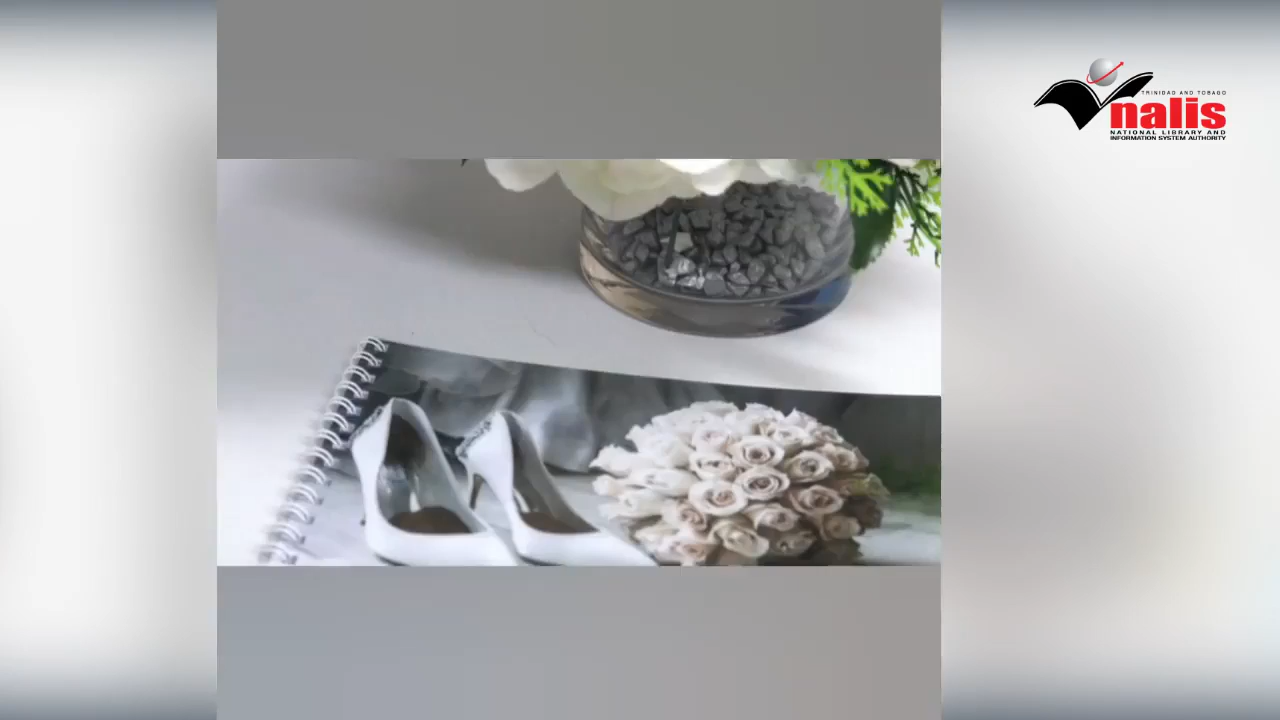 TRINIDAD AND TOBAGO
nalis
NATIONAL LIBRARY AND
INFORMATION SYSTEM AUTHORITY